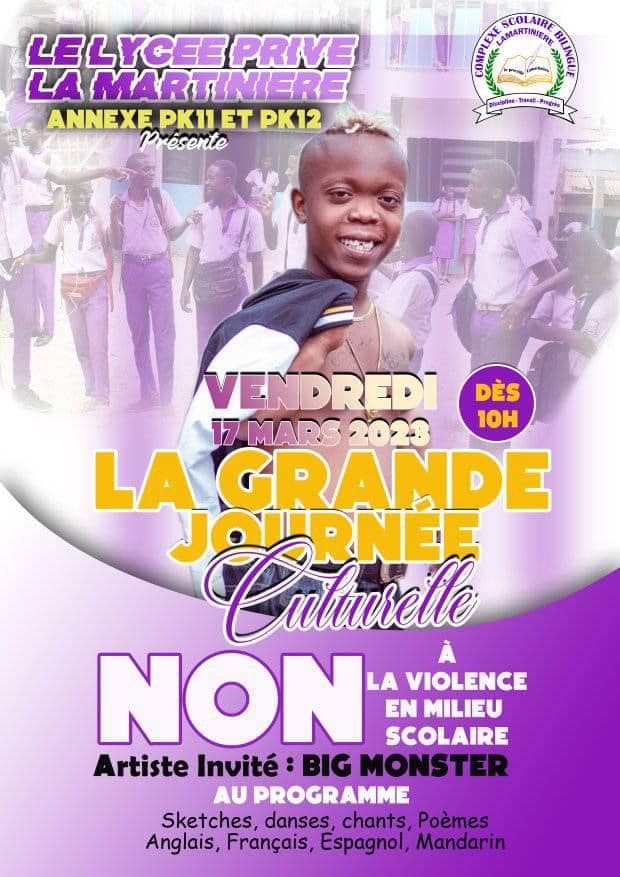 LE LYCEE PRIVE
LA MARTINIERE
ANNEXE PK11 ET PK12
Présente
COMPLEXE SCOLAIRE BILINGUE
LAMARTINIERE
Discipline - Travail - Progrès
VENDREDI
17 MARS 2023
DÈS
10H
LA GRANDE
JOURNÉE
Culturelle
NON
À
LA VIOLENCE
EN MILIEU
SCOLAIRE
Artiste Invité : BIG MONSTER
AU PROGRAMME
Sketches, danses, chants, Poèmes
Anglais, Français, Espagnol, Mandarin